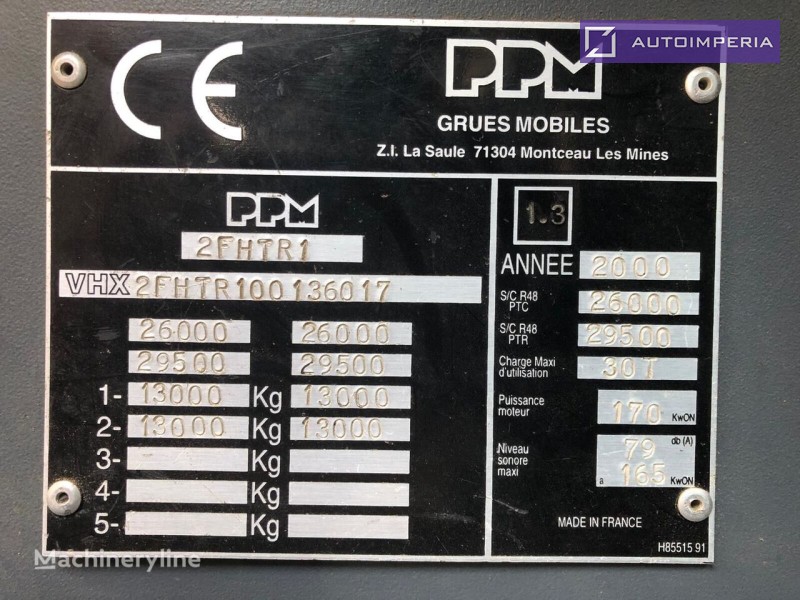 AUTOIMPERIA
CE
PPM
GRUES MOBILES
Z.I. La Saule 71304 Montceau Les Mines
PPM
2FHTR1
VHX 2FHTR100136017
26000 26000
29500 29500
1- 13000 Kg 13000
2- 13000 Kg 13000
3- Kg
4- Kg
5- Kg
1.3
ANNEE 2000
S/C R48
PTC 26000
S/C R48
PTR 29500
Charge Maxi
d'utilisation 30T
Puissance
moteur 170 KwON
Niveau
sonore
maxi
79 db (A)
a 165 KwON
MADE IN FRANCE
H85515 91
Machineryline